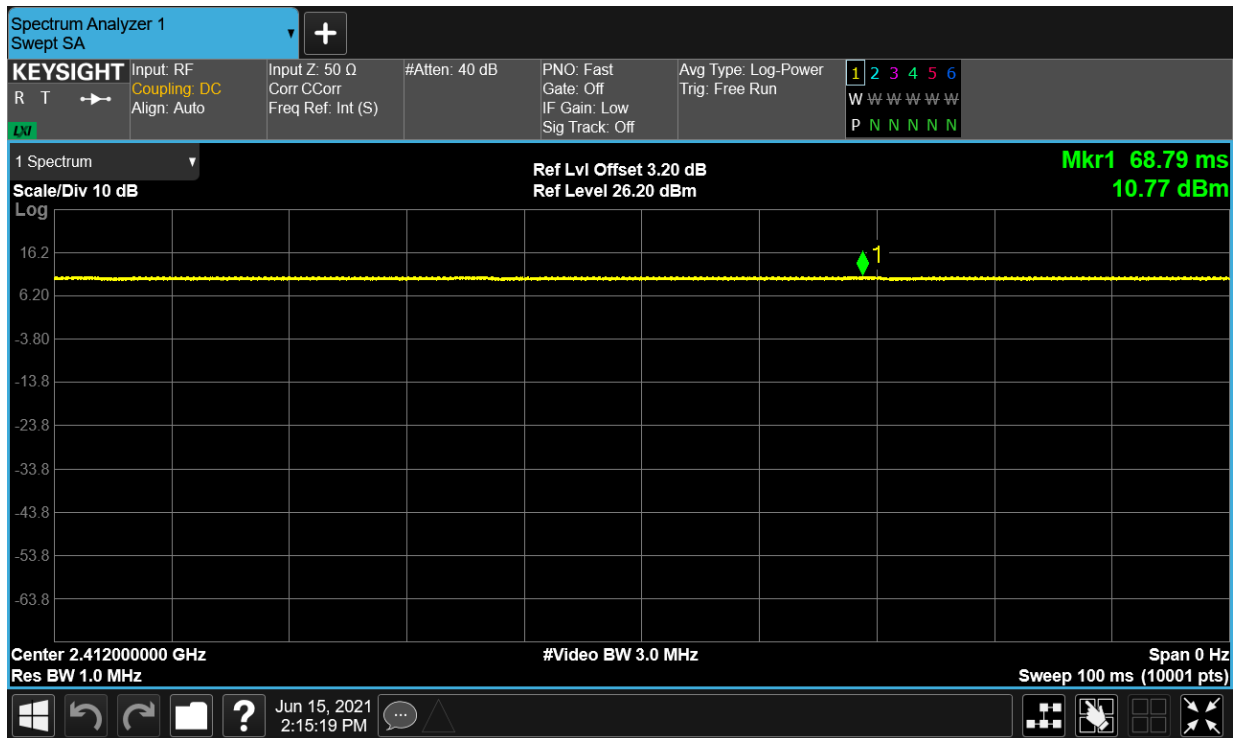 Spectrum Analyzer 1
Swept SA
KEYSIGHT
R T
LXI
Input: RF
Coupling: DC
Align: Auto
Input Z: 50 Ω
Corr CCorr
Freq Ref: Int (S)
#Atten: 40 dB
PNO: Fast
Gate: Off
IF Gain: Low
Sig Track: Off
Avg Type: Log-Power
Trig: Free Run
1 2 3 4 5 6
W W W W W W
P N N N N N
1 Spectrum
Scale/Div 10 dB
Ref Lvl Offset 3.20 dB
Ref Level 26.20 dBm
Mkr1 68.79 ms
10.77 dBm
Log
16.2
6.20
-3.80
-13.8
-23.8
-33.8
-43.8
-53.8
-63.8
1
Center 2.412000000 GHz
Res BW 1.0 MHz
#Video BW 3.0 MHz
Span 0 Hz
Sweep 100 ms (10001 pts)
?
Jun 15, 2021
2:15:19 PM